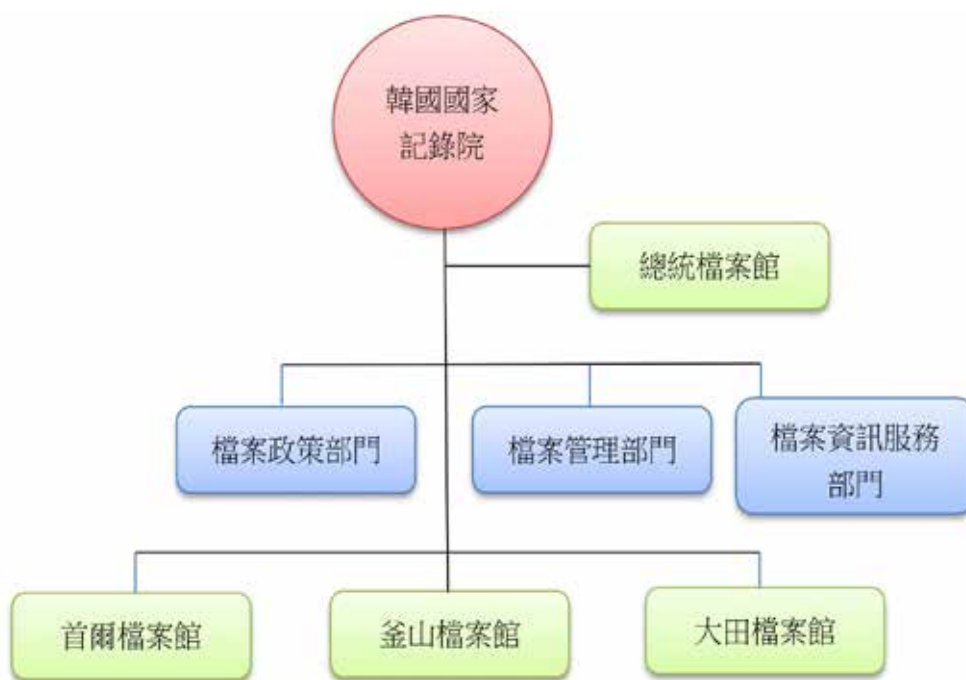 韓國國家
記錄院
總統檔案館
檔案政策部門
檔案管理部門
檔案資訊服務
部門
首爾檔案館
釜山檔案館
大田檔案館